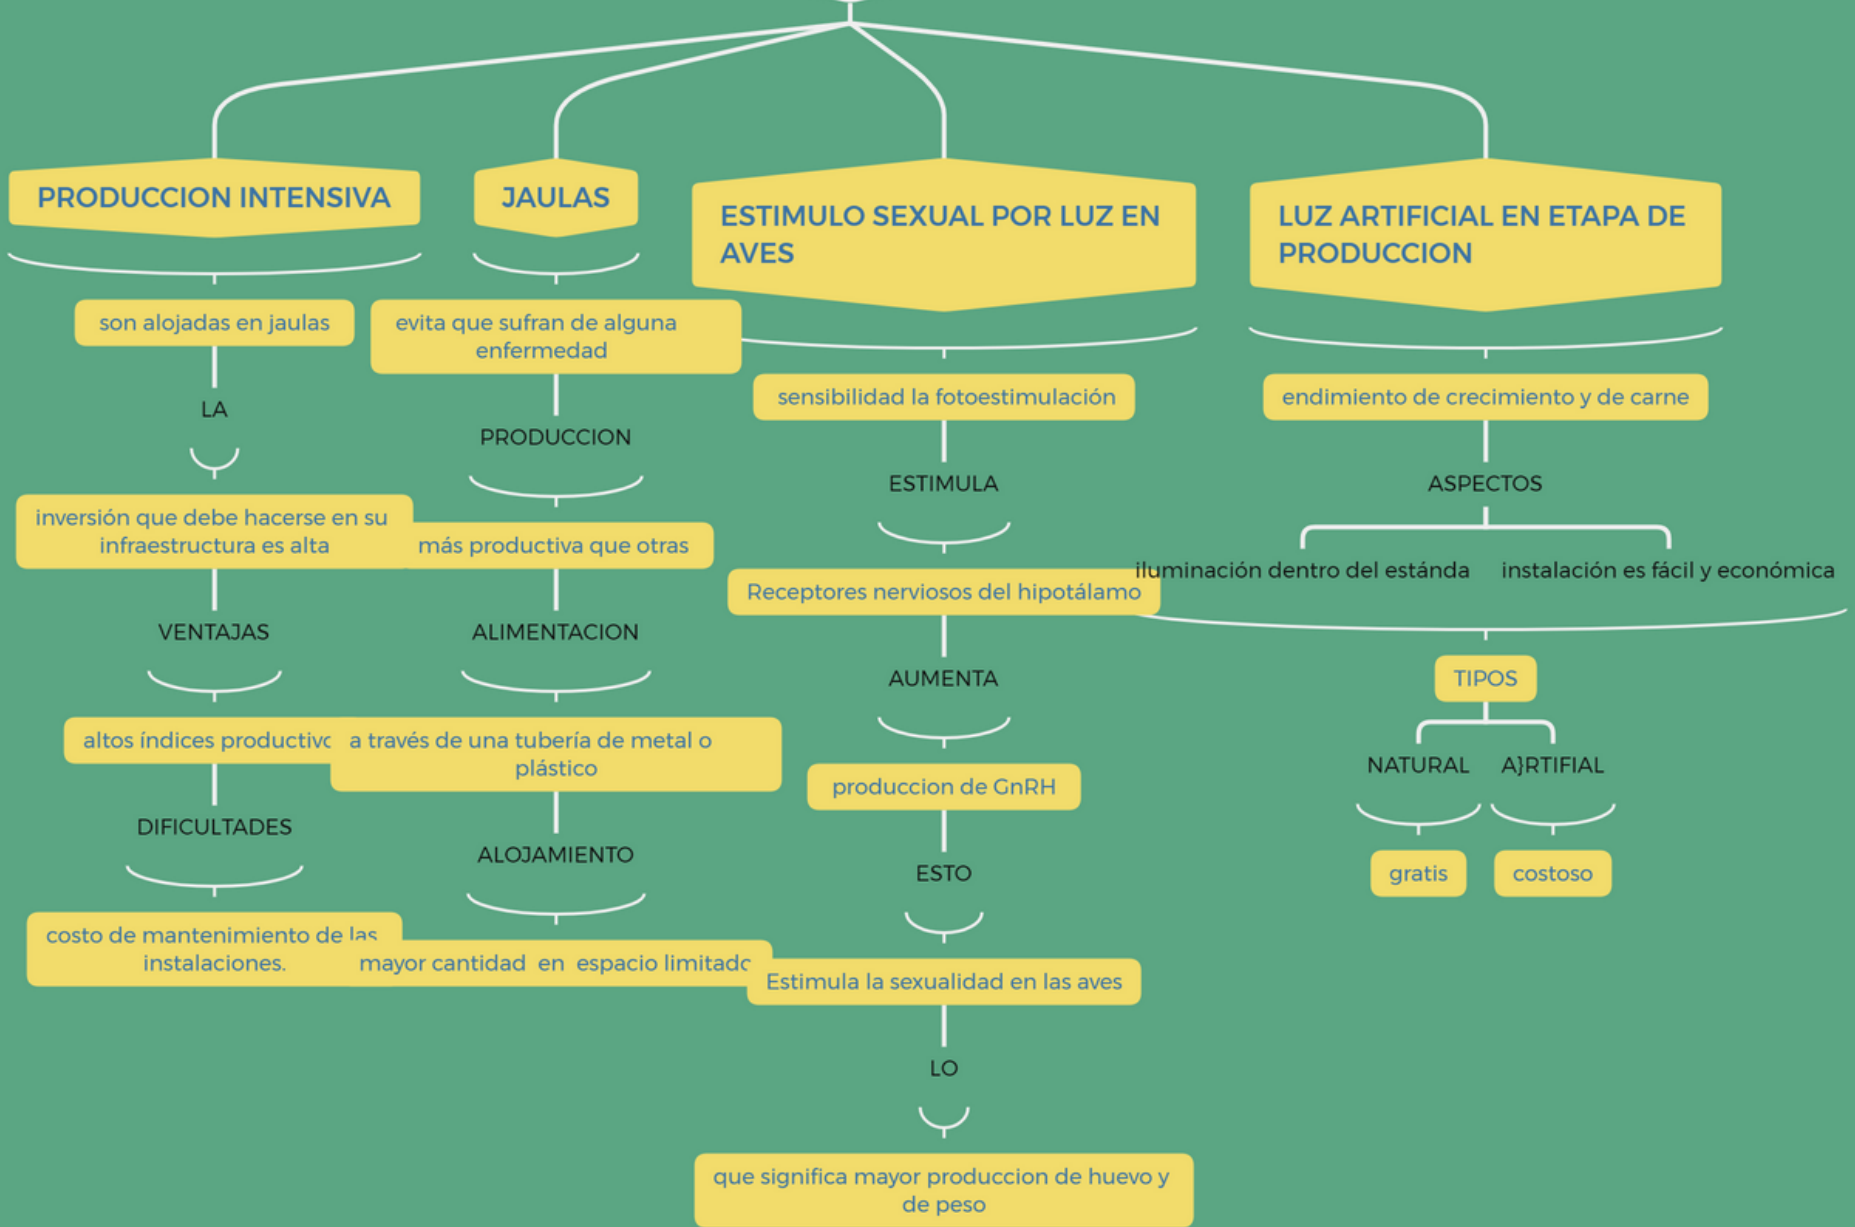 PRODUCCION INTENSIVA
son alojadas en jaulas
LA
inversión que debe hacerse en su
infraestructura es alta
VENTAJAS
altos índices
DIFICULTADES
costo de mantenimiento de las
instalaciones.
JAULAS
evita que sufran de alguna
enfermedad
PRODUCCION
más productiva que otras
ALIMENTACION
a través de una tubería de metal o
plástico
ALOJAMIENTO
mayor cantidad en espacio limitado
ESTIMULO SEXUAL POR LUZ EN
AVES
sensibilidad la fotoestimulación
ESTIMULA
Receptores nerviosos del hipotálamo
AUMENTA
produccion de GnRH
ESTO
Estimula la sexualidad en las aves
LO
que significa mayor produccion de huevo y
de peso
LUZ ARTIFICIAL EN ETAPA DE
PRODUCCION
endimiento de crecimiento y de carne
ASPECTOS
iluminación dentro del estánda
instalación es fácil y económica
TIPOS
NATURAL
A}RTIFIAL
gratis
costoso